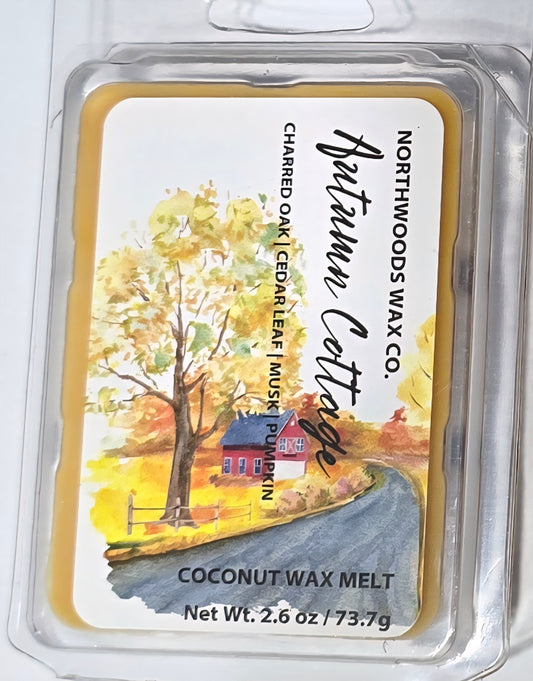 NORTHWOODS WAX CO.
Autumn Cottage
CHARRED OAK | CEDAR LEAF | MUSK | PUMPKIN
COCONUT WAX MELT
Net Wt. 2.6 oz / 73.7g